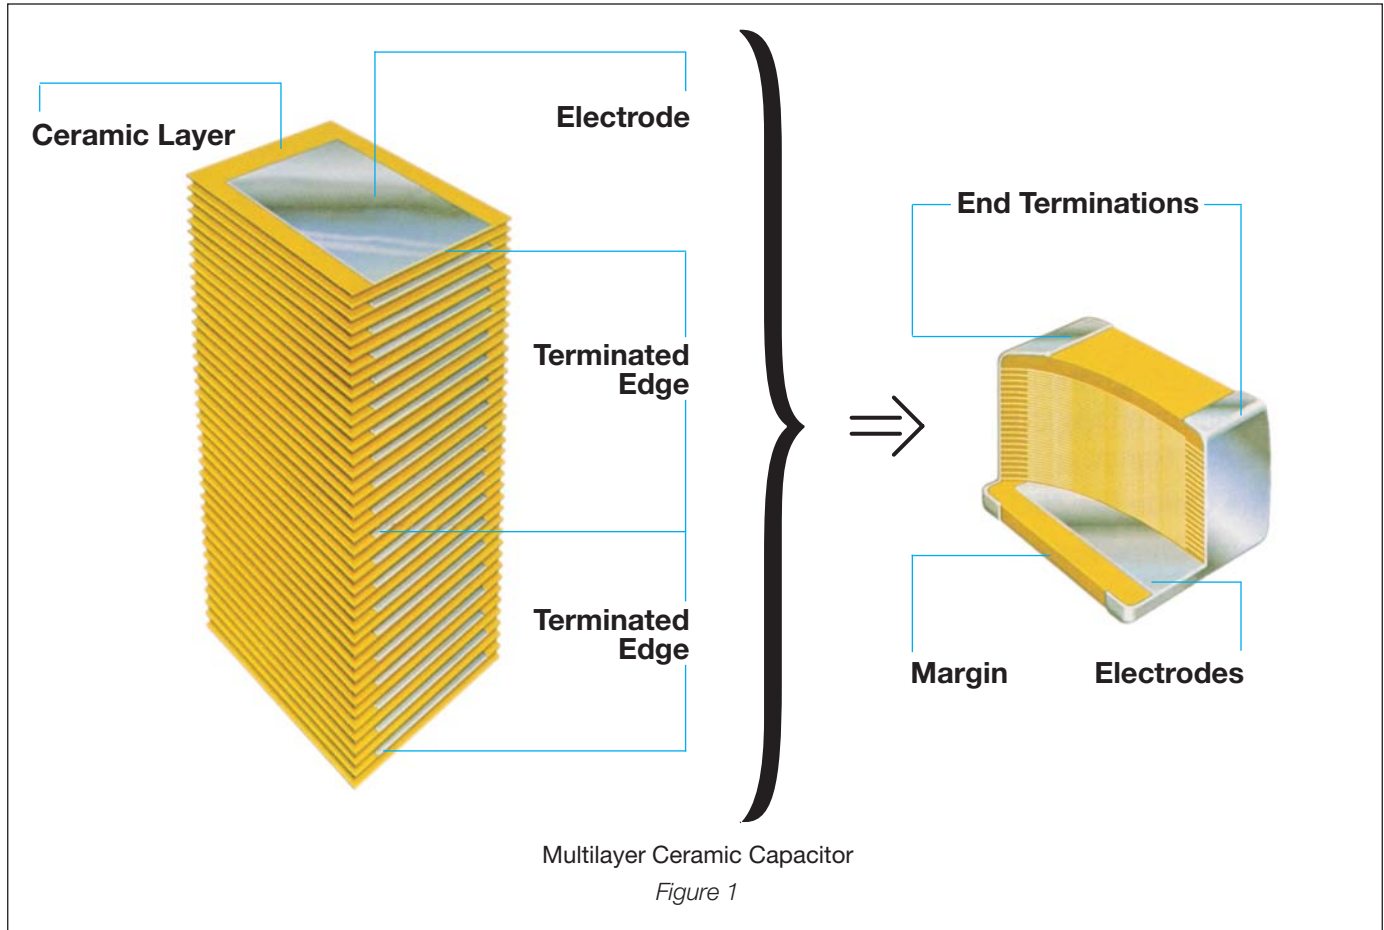 Ceramic Layer
Electrode
Terminated
Edge
Terminated
Edge
End Terminations
Margin
Electrodes
Multilayer Ceramic Capacitor
Figure 1